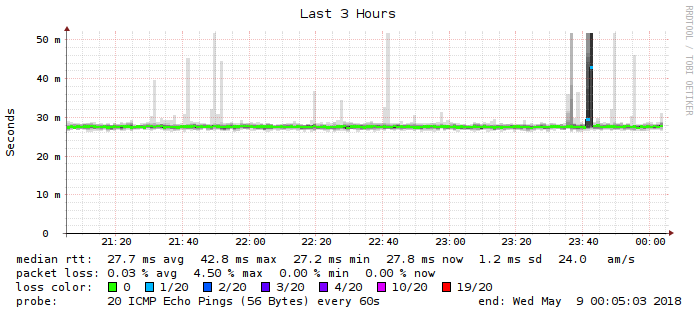 Last 3 Hours
RRDTOOL / TOBI OETIKER
Seconds
50 m
40 m
30 m
20 m
10 m
0
21:20 21:40 22:00 22:20 22:40 23:00 23:20 23:40 00:00
median rtt: 27.7 ms avg 42.8 ms max 27.2 ms min 27.8 ms now 1.2 ms sd 24.0 am/s
packet loss: 0.03 % avg 4.50 % max 0.00 % min 0.00 % now
loss color: 0 1/20 2/20 3/20 4/20 10/20 19/20
probe: 20 ICMP Echo Pings (56 Bytes) every 60s end: Wed May 9 00:05:03 2018